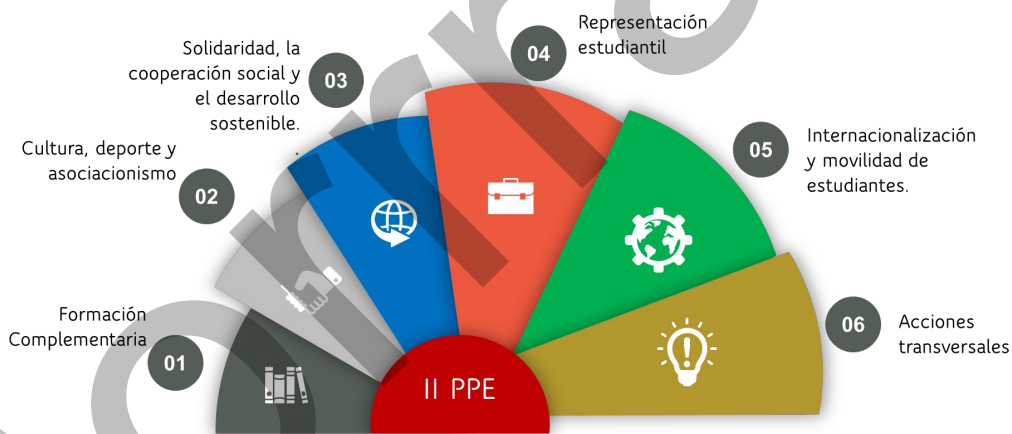 01
Formación
Complementaria
02
Cultura, deporte y
asociacionismo
03
Solidaridad, la
cooperación social y
el desarrollo
sostenible.
.
04
Representación
estudiantil
05
Internacionalización
y movilidad de
estudiantes.
06
Acciones
transversales
II PPE